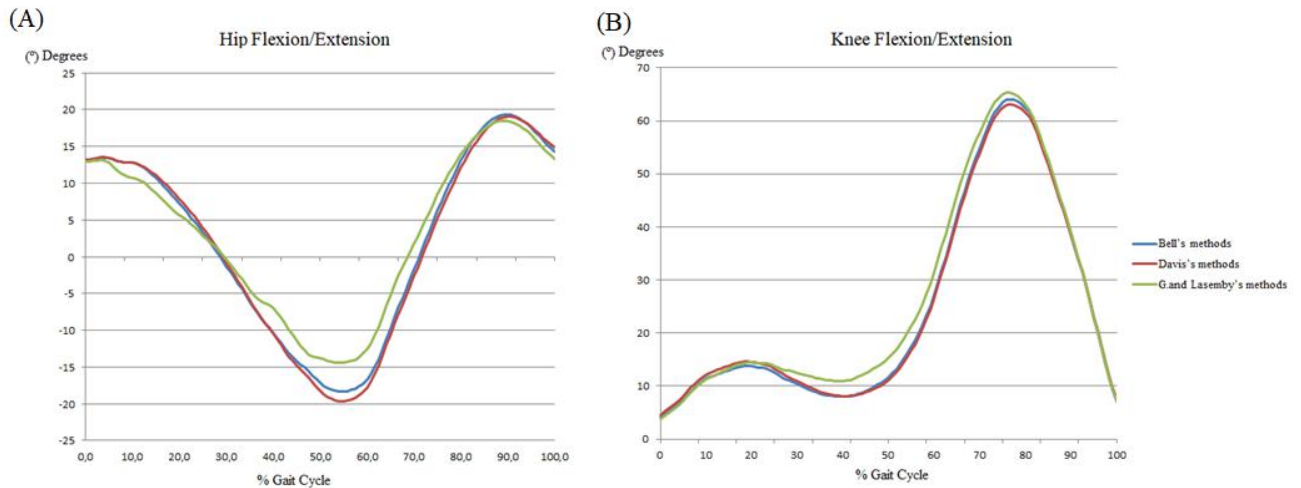 (A)
Hip Flexion/Extension
(º) Degrees
25
20
15
10
5
0
-5
-10
-15
-20
-25
0,0 10,0 20,0 30,0 40,0 50,0 60,0 70,0 80,0 90,0 100,0
% Gait Cycle
(B)
Knee Flexion/Extension
(º) Degrees
70
60
50
40
30
20
10
0
0 10 20 30 40 50 60 70 80 90 100
% Gait Cycle
Bell's methods
Davis's methods
G.and Lasemby's methods